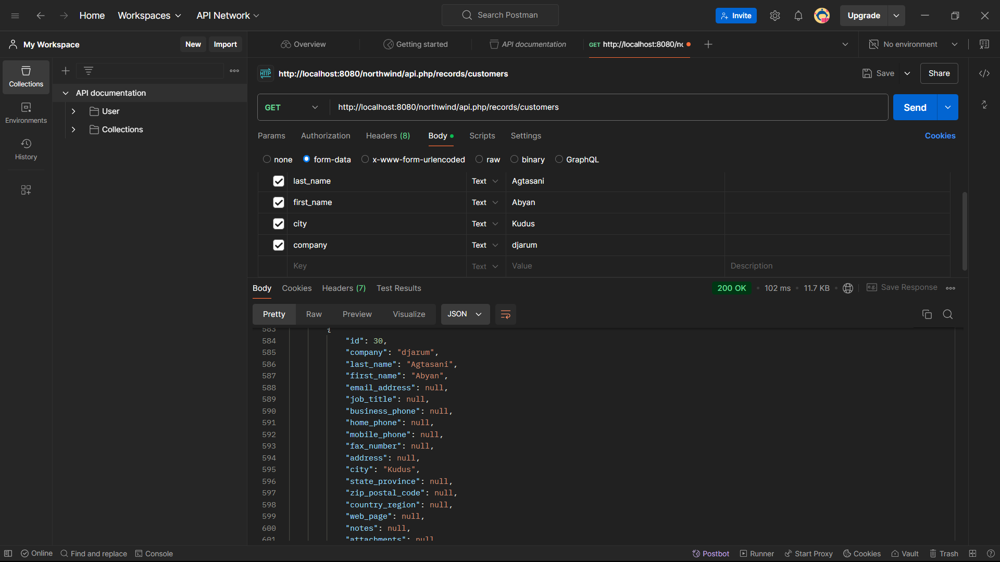 Home
Workspaces
API Network
Search Postman
Invite
Upgrade
My Workspace
New
Import
Overview
Getting started
API documentation
GET http://localhost:8080/no
No environment
Collections
Environments
History
API documentation
User
Collections
HTTP
http://localhost:8080/northwind/api.php/records/customers
Save
Share
GET
http://localhost:8080/northwind/api.php/records/customers
Send
Params
Authorization
Headers (8)
Body
Scripts
Settings
Cookies
none
form-data
x-www-form-urlencoded
raw
binary
GraphQL
last_name Text Agtasani
first_name Text Abyan
city Text Kudus
company Text djarum
Key Text Value Description
Body
Cookies
Headers (7)
Test Results
200 OK
102 ms
11.7 KB
e.g. Save Response
Pretty
Raw
Preview
Visualize
JSON
583 {
584 "id": 30,
585 "company": "djarum",
586 "last_name": "Agtasani",
587 "first_name": "Abyan",
588 "email_address": null,
589 "job_title": null,
590 "business_phone": null,
591 "home_phone": null,
592 "mobile_phone": null,
593 "fax_number": null,
594 "address": null,
595 "city": "Kudus",
596 "state_province": null,
597 "zip_postal_code": null,
598 "country_region": null,
599 "web_page": null,
600 "notes": null,
601 "attachments": null
Online
Find and replace
Console
Postbot
Runner
Start Proxy
Cookies
Vault
Trash